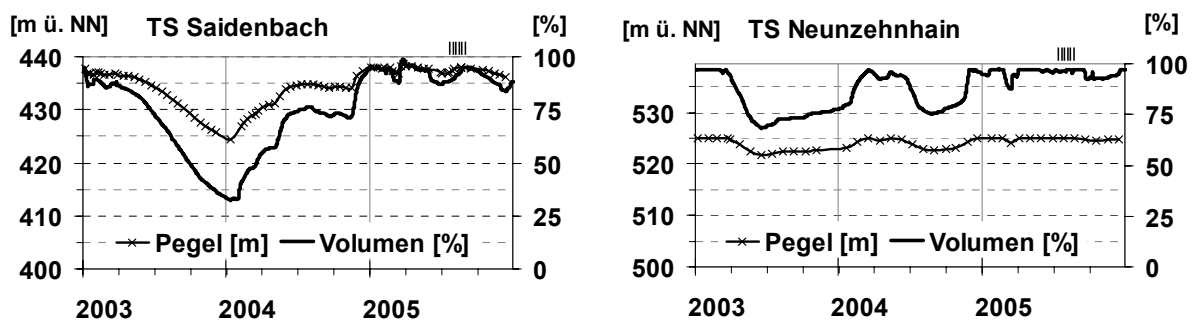 [m ü. NN] TS Saidenbach [%]
440 100
430 75
420 50
410 25
Pegel [m] Volumen [%]
400 0
2003 2004 2005
[m ü. NN] TS Neunzehnhain [%]
100
530 75
520 50
510 25
Pegel [m] Volumen [%]
500 0
2003 2004 2005